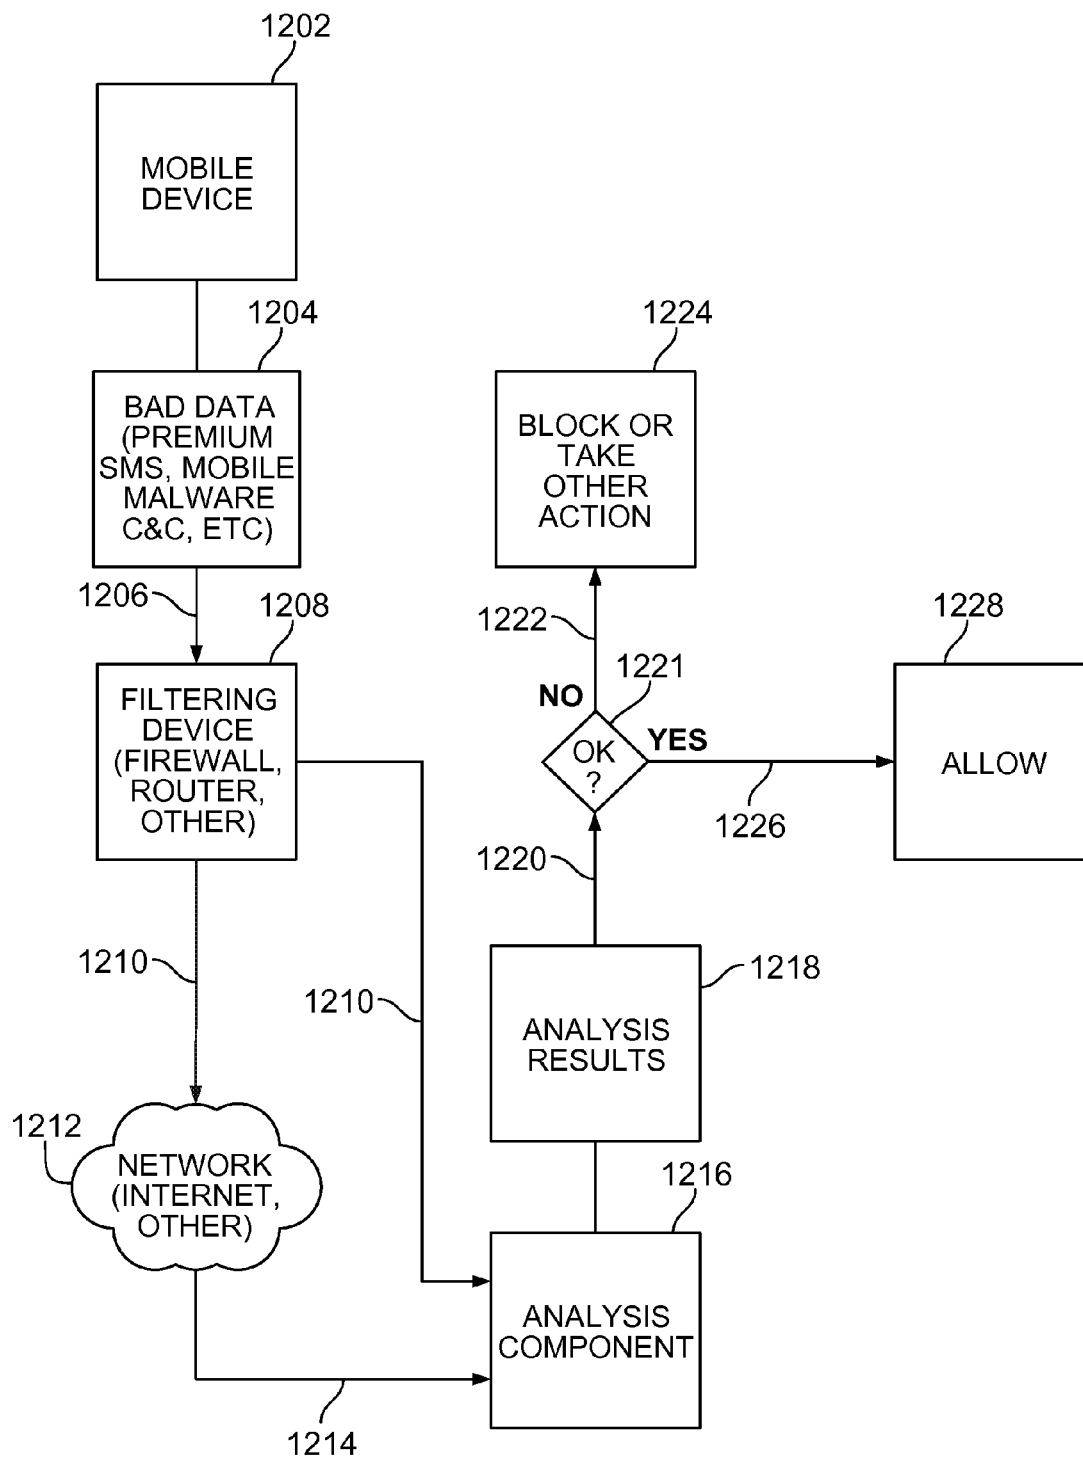 1202
MOBILE
DEVICE
1204
BAD DATA
(PREMIUM
SMS, MOBILE
MALWARE
C&C, ETC)
1206
1208
FILTERING
DEVICE
(FIREWALL,
ROUTER,
OTHER)
1210
1210
1212
NETWORK
(INTERNET,
OTHER)
1214
1216
ANALYSIS
COMPONENT
1218
ANALYSIS
RESULTS
1220
1221
OK
?
NO
1222
1224
BLOCK OR
TAKE
OTHER
ACTION
YES
1226
1228
ALLOW